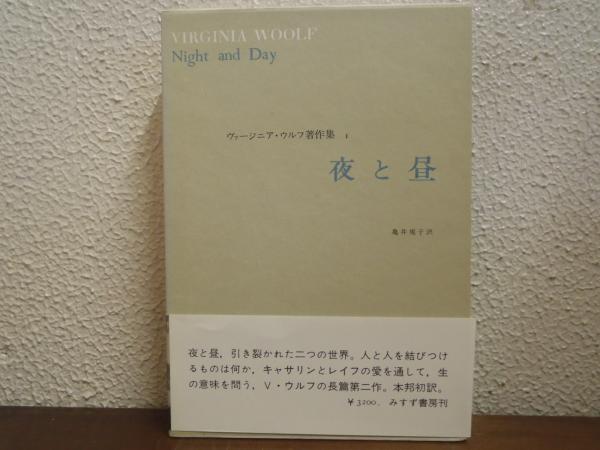 VIRGINIA WOOLF
Night and Day
ヴァージニア・ウルフ著作集 1
夜と昼
亀井規子訳
夜と昼，引き裂かれた二つの世界。人と人を結びつけ
るものは何か，キャサリンとレイフの愛を通して，生
の意味を問う，V・ウルフの長篇第二作。本邦初訳。
￥3200. みすず書房刊